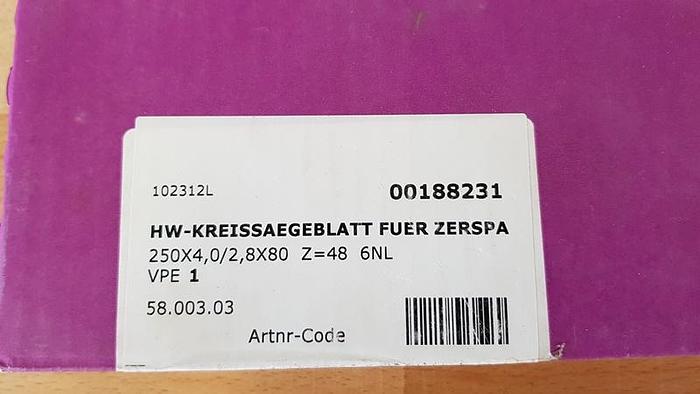 102312L 00188231
HW-KREISSAEGEBLATT FUER ZERSPA
250X4,0/2,8X80 Z=48 6NL
VPE 1
58.003.03
Artnr-Code